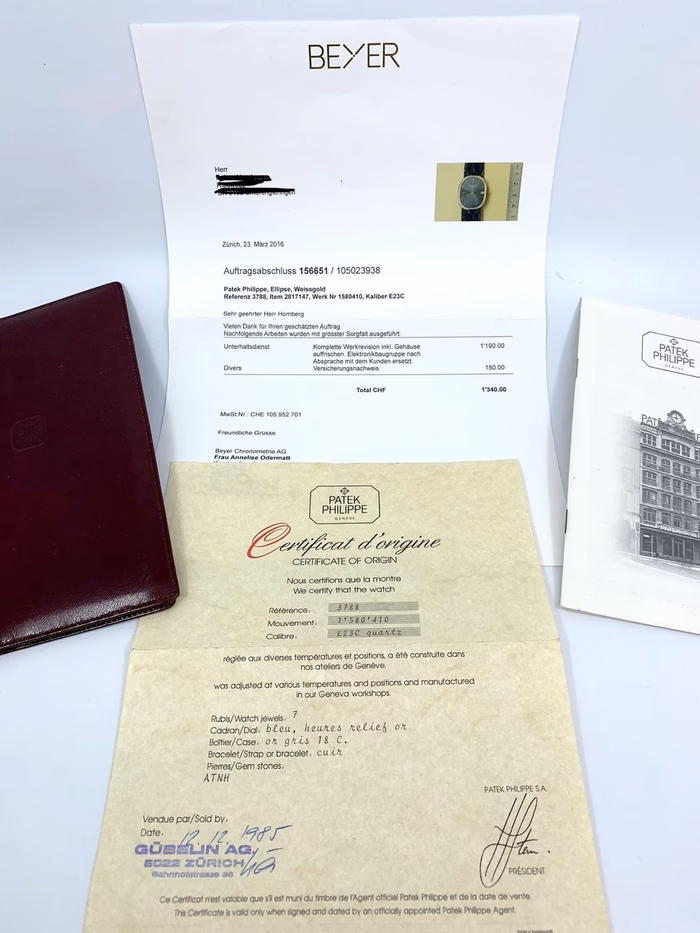 BEYER
Herr
Zürich, 23. März 2016
Auftragsabschluss 156651 / 105023938
Patek Philippe, Ellipse, Weissgold
Referenz 3788, Item 2817147, Werk Nr 1580410, Kaliber E23C
Sehr geehrter Herr Homberg
Vielen Dank für Ihren geschätzten Auftrag
Nachfolgende Arbeiten wurden mit grösster Sorgfalt ausgeführt:
Unterhaltsdienst Komplette Werkrevision inkl. Gehäuse 1'190.00
auffrischen. Elektronikbaugruppe nach
Absprache mit dem Kunden ersetzt
Divers Versicherungsnachweis 150.00
Total CHF 1'340.00
MwSt Nr.: CHE 105.952.701
Freundliche Grüsse
Beyer Chronometrie AG
Frau Annelise Odermatt
PATEK
PHILIPPE
GENEVE
Certificat d'origine
CERTIFICATE OF ORIGIN
Nous certifions que la montre
We certify that the watch
Référence: 3788
Mouvement: 1'580'410
Calibre: E23C quartz
réglée aux diverses températures et positions, a été construite dans
nos ateliers de Genève.
was adjusted at various temperatures and positions and manufactured
in our Geneva workshops.
Rubis/Watch jewels: 7
Cadran/Dial: bleu, heures relief or
Boîtier/Case: or gris 18 C.
Bracelet/Strap or bracelet: cuir
Pierres/Gem stones:
ATNH
PATEK PHILIPPE S.A.
Vendue par/Sold by:
Date: 12.12.1985
GÜBELIN AG,
8022 ZÜRICH
Bahnhofstrasse 36
PRÉSIDENT
Ce Certificat n'est valable que s'il est muni du timbre de l'Agent officiel Patek Philippe et de la date de vente.
This Certificate is valid only when signed and dated by an officially appointed Patek Philippe Agent.
PATEK
PHILIPPE
GENEVE